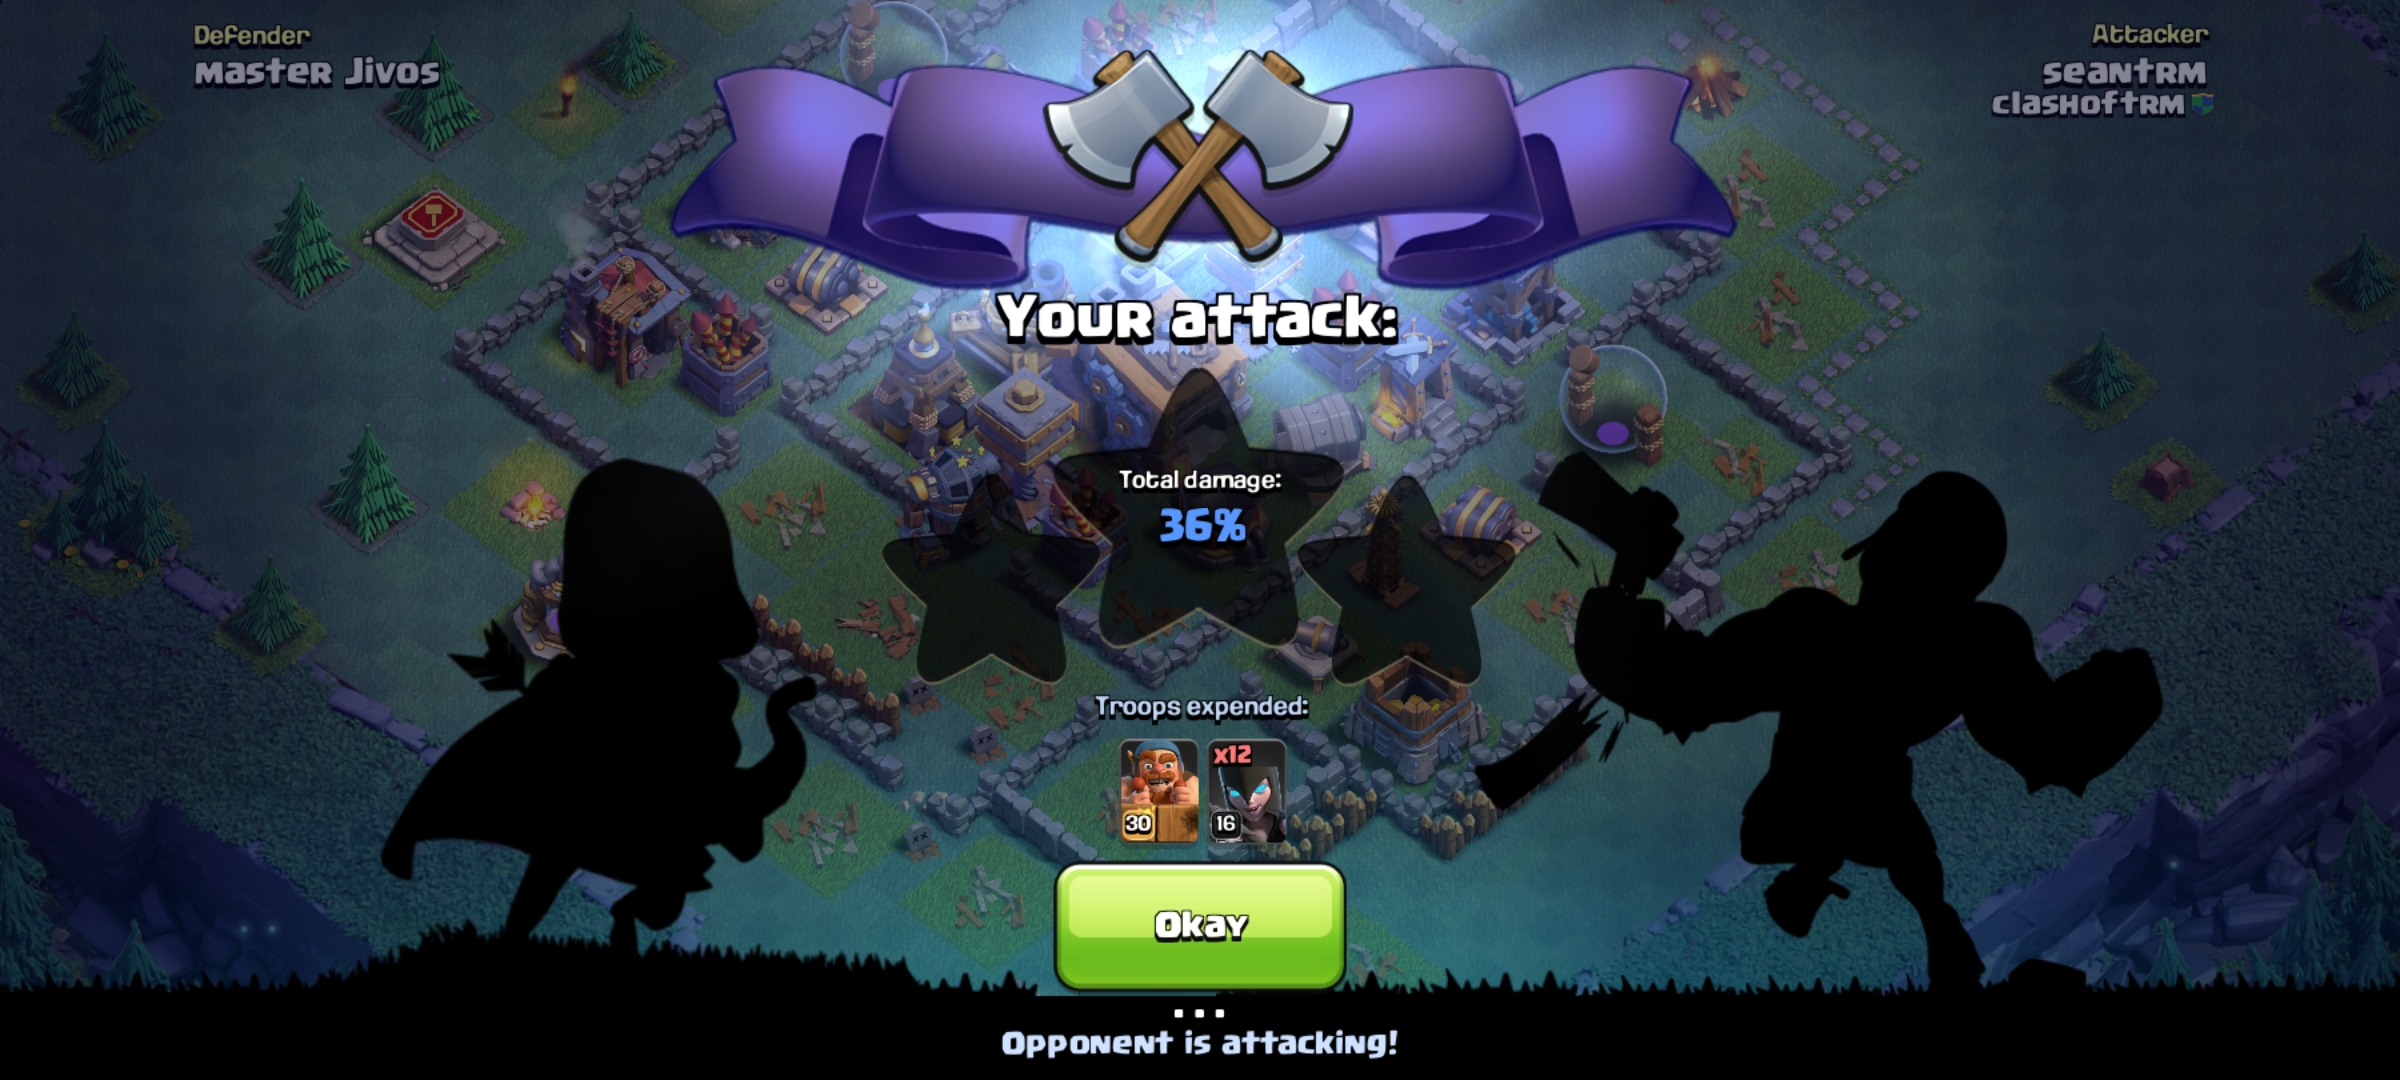 Defender
Master Jivos
Attacker
seantRM
clashoftRM
Your attack:
Total damage:
36%
Troops expended:
x12
30
16
Okay
...
Opponent is attacking!